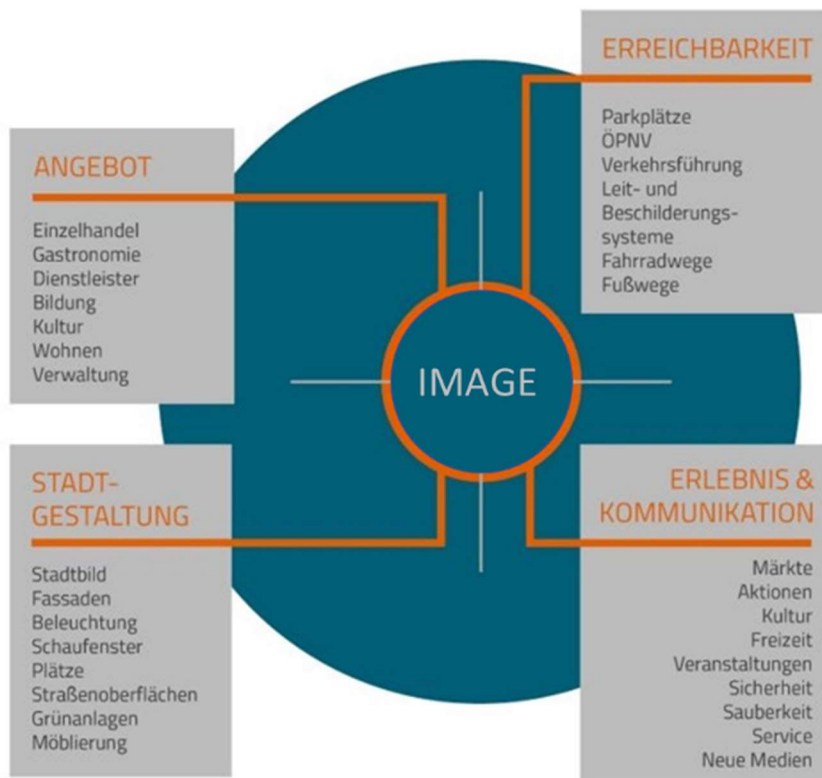 ANGEBOT
Einzelhandel
Gastronomie
Dienstleister
Bildung
Kultur
Wohnen
Verwaltung
ERREICHBARKEIT
Parkplätze
ÖPNV
Verkehrsführung
Leit- und
Beschilderungs-
systeme
Fahrradwege
Fußwege
IMAGE
STADT-
GESTALTUNG
Stadtbild
Fassaden
Beleuchtung
Schaufenster
Plätze
Straßenoberflächen
Grünanlagen
Möblierung
ERLEBNIS &
KOMMUNIKATION
Märkte
Aktionen
Kultur
Freizeit
Veranstaltungen
Sicherheit
Sauberkeit
Service
Neue Medien